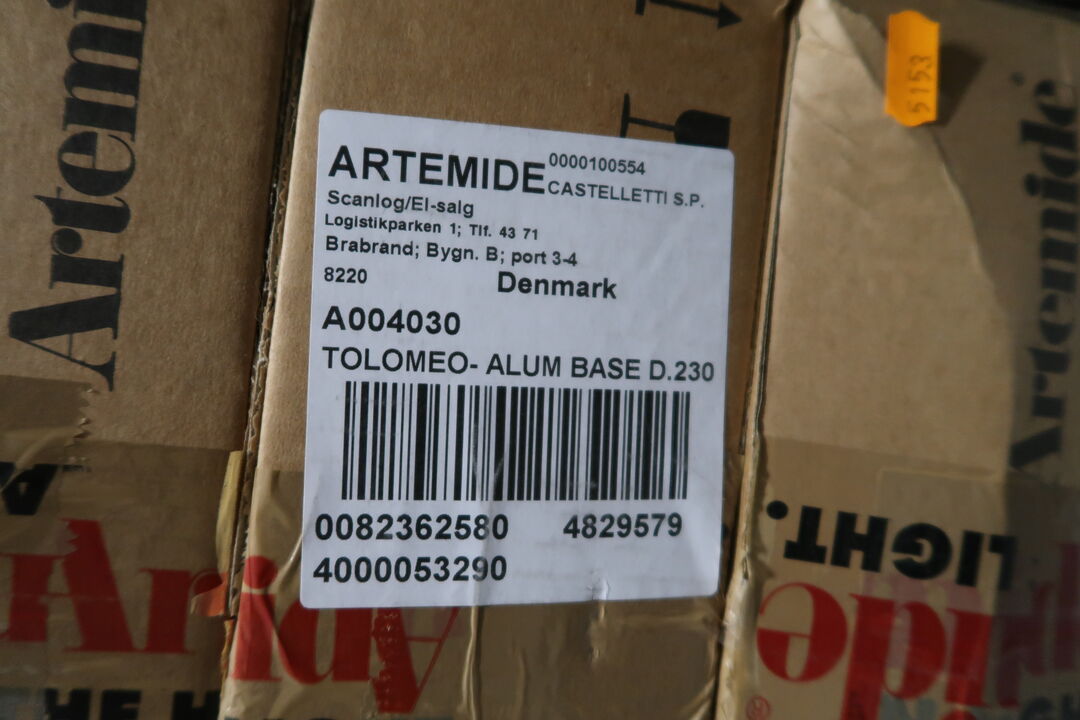 Artemi
ARTEMIDE 0000100554
CASTELLETTI S.P.
Scanlog/El-salg
Logistikparken 1; Tlf. 43 71
Brabrand; Bygn. B; port 3-4
8220 Denmark
A004030
TOLOMEO- ALUM BASE D.230
0082362580 4829579
4000053290
5153
Artemide
LIGHT.